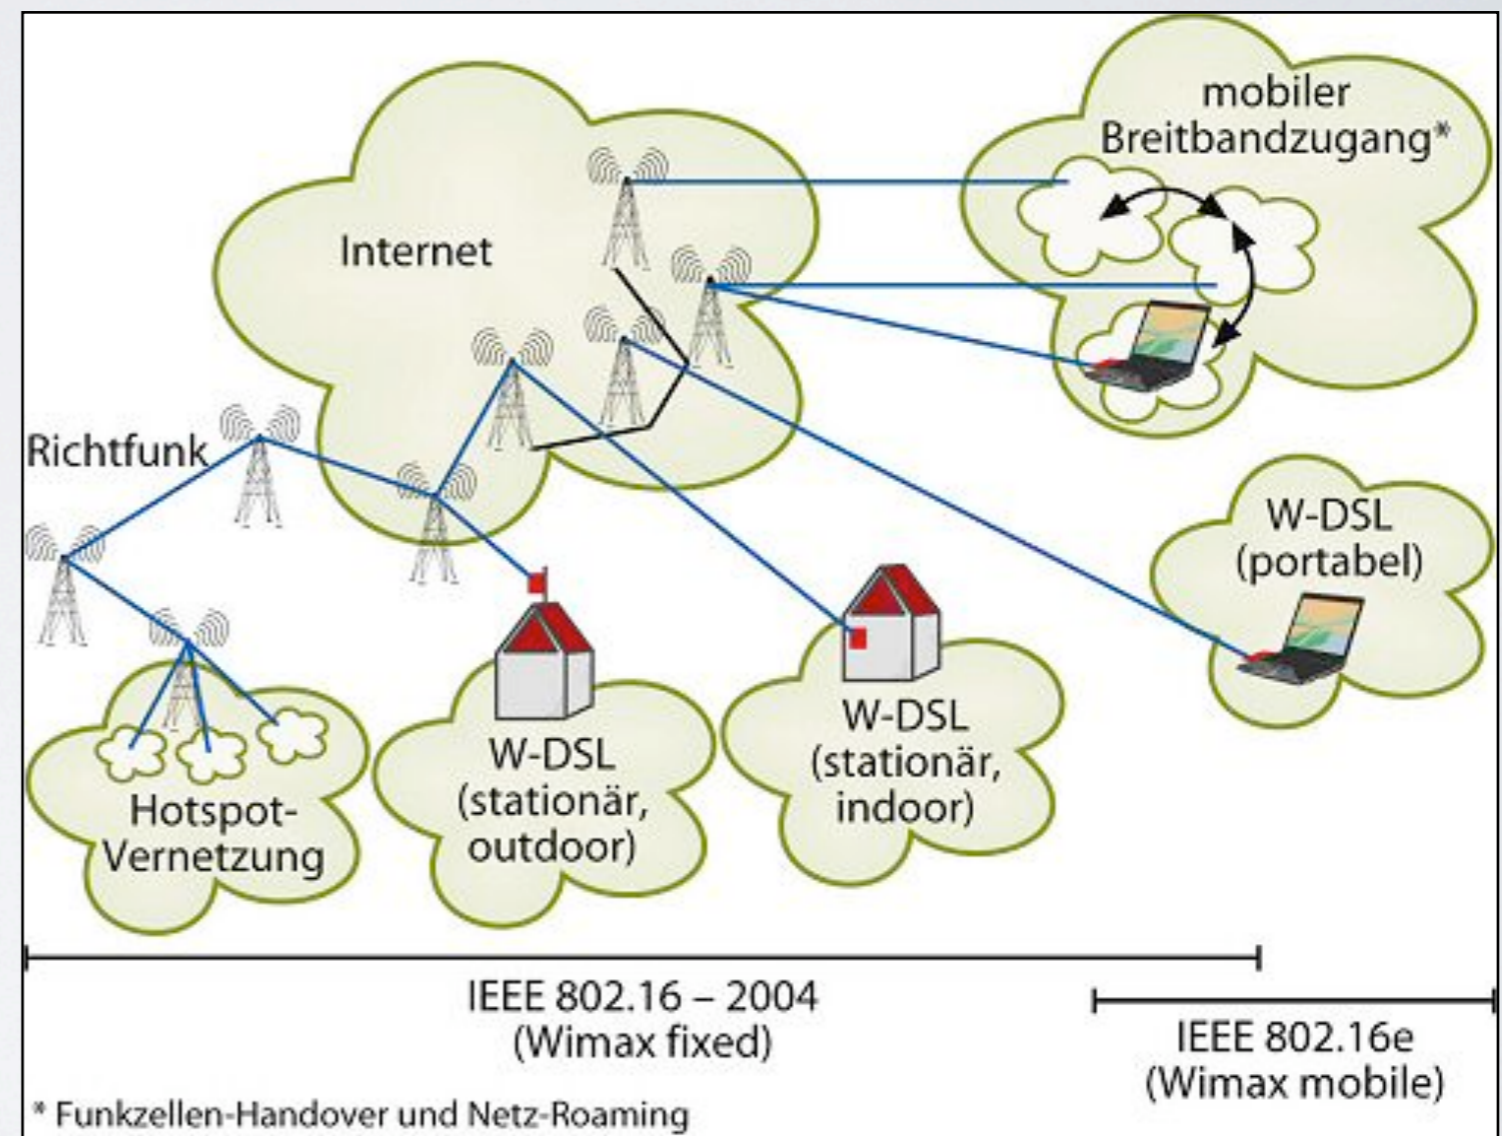 mobiler
Breitbandzugang*
Internet
Richtfunk
W-DSL
(portabel)
W-DSL
(stationär,
indoor)
W-DSL
(stationär,
outdoor)
Hotspot-
Vernetzung
IEEE 802.16 – 2004
(Wimax fixed)
IEEE 802.16e
(Wimax mobile)
* Funkzellen-Handover und Netz-Roaming